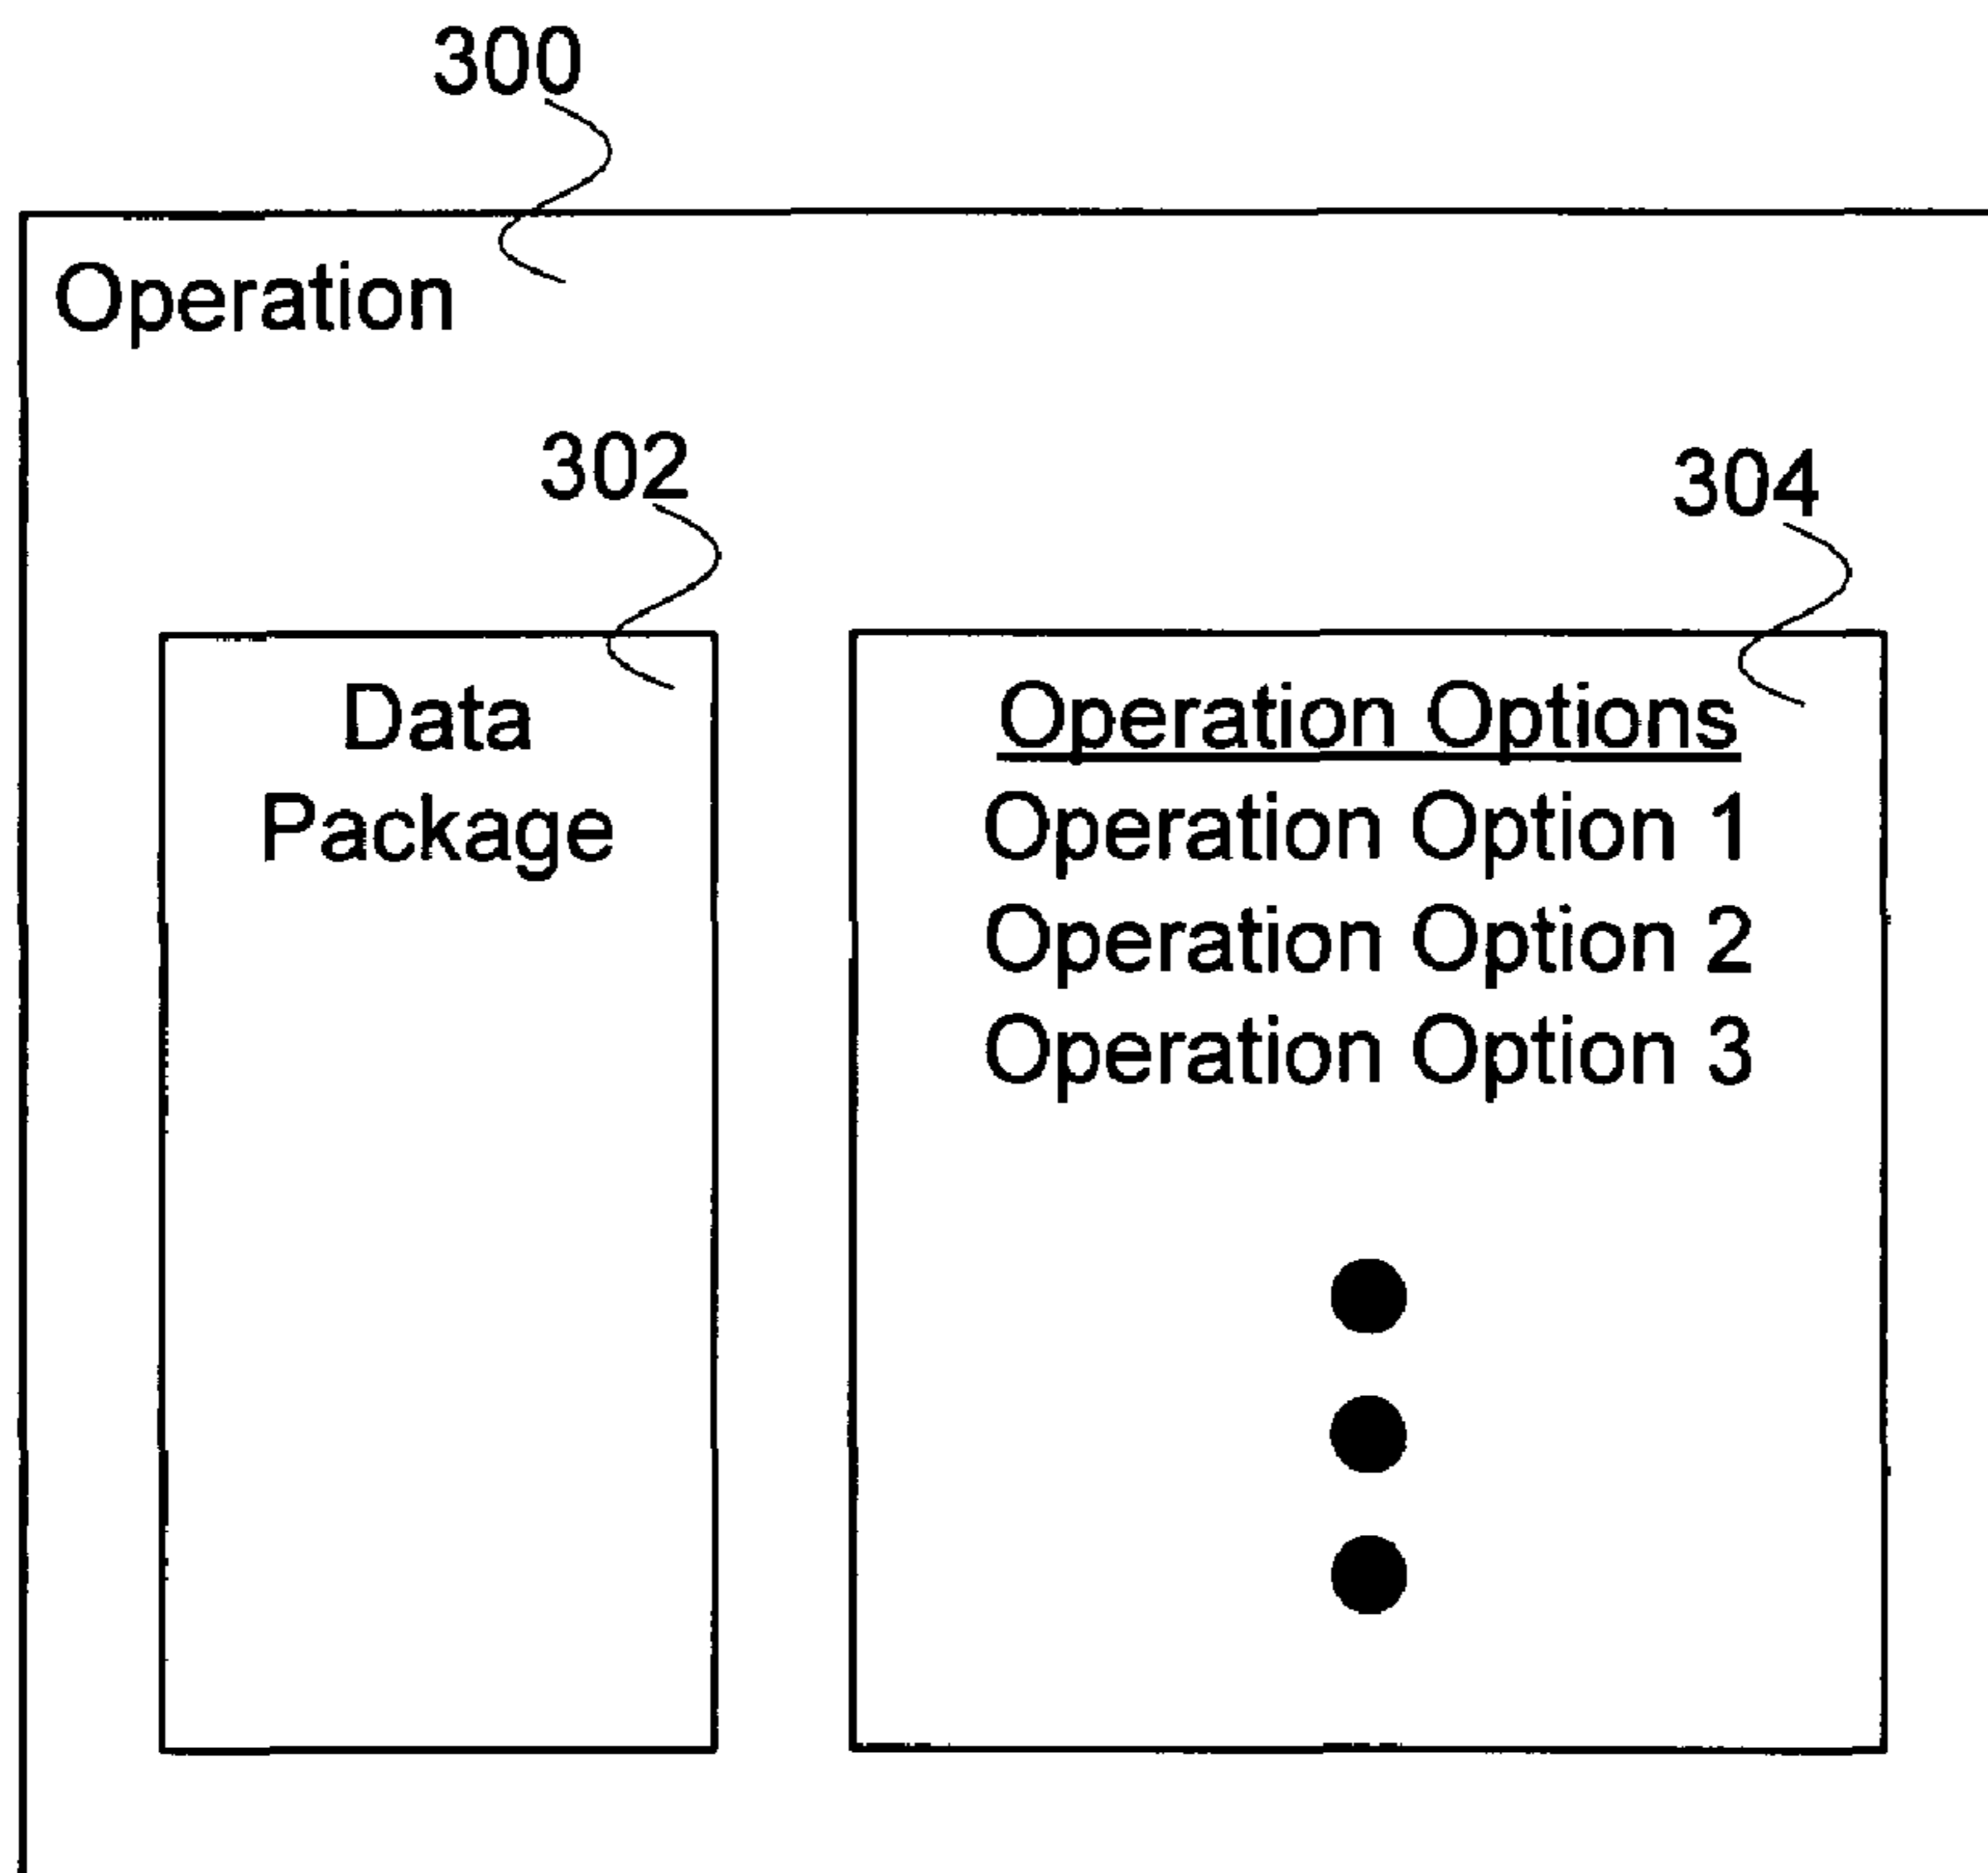 300
Operation
302
304
Data
Package
Operation Options
Operation Option 1
Operation Option 2
Operation Option 3